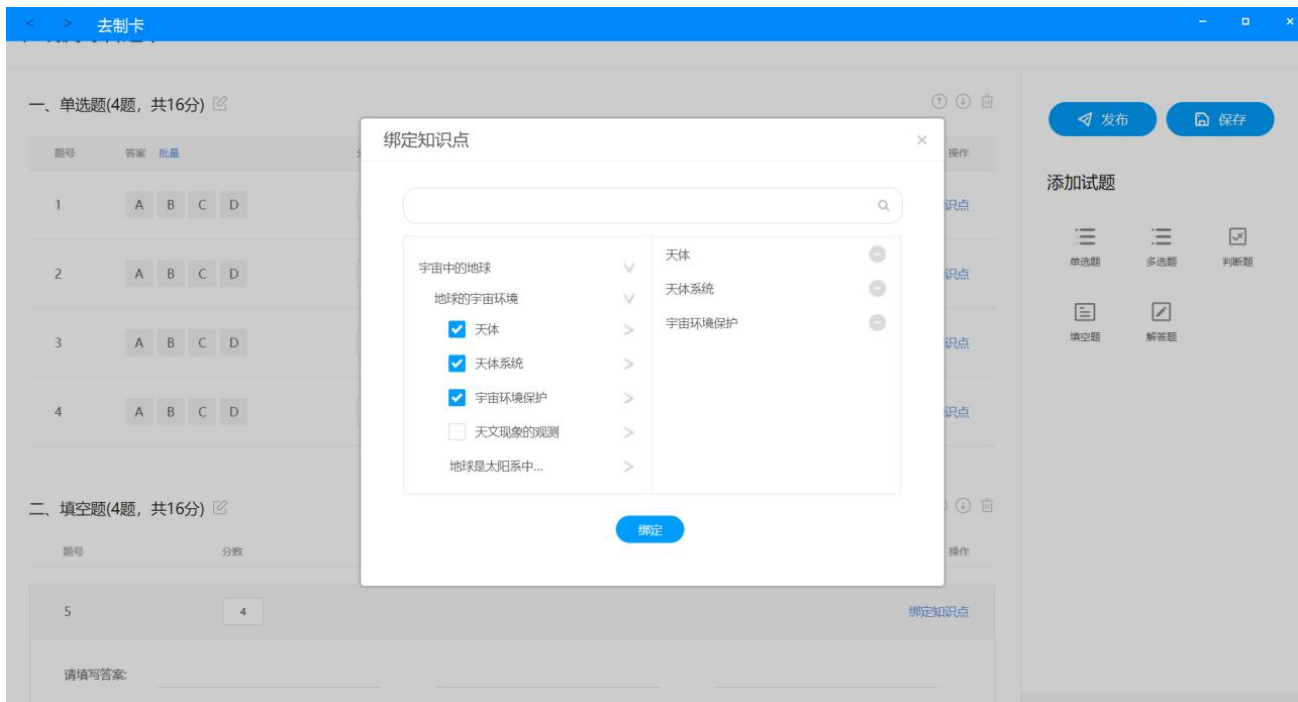 去制卡
一、单选题(4题，共16分)
题号 答案 批量 操作
1 A B C D 识点
2 A B C D 识点
3 A B C D 识点
4 A B C D 识点
二、填空题(4题，共16分)
题号 分数 操作
5 4 绑定知识点
请填写答案:
绑定知识点
宇宙中的地球
地球的宇宙环境
天体
天体系统
宇宙环境保护
天文现象的观测
地球是太阳系中...
天体
天体系统
宇宙环境保护
绑定
发布 保存
添加试题
单选题 多选题 判断题
填空题 解答题